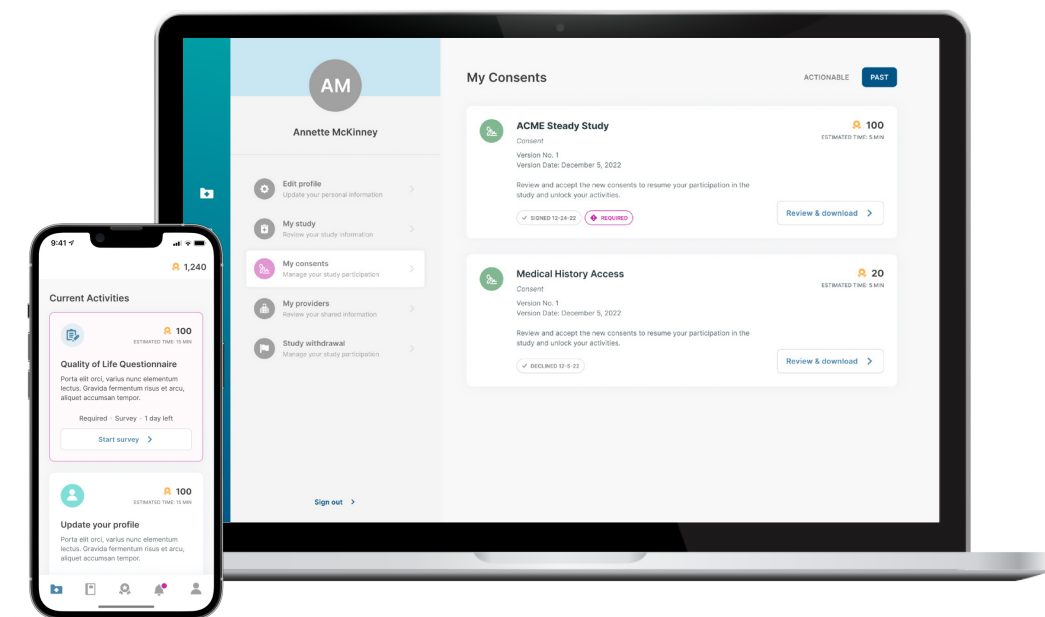 AM
Annette McKinney
Edit profile
Update your personal information
My study
Review your study information
My consents
Manage your study participation
My providers
Review your shared information
Study withdrawal
Manage your study participation
Sign out
My Consents
ACTIONABLE
PAST
ACME Steady Study
100
ESTIMATED TIME: 5 MIN
Consent
Version No. 1
Version Date: December 5, 2022
Review and accept the new consents to resume your participation in the
study and unlock your activities.
SIGNED 12-24-22
REQUIRED
Review & download
Medical History Access
20
ESTIMATED TIME: 5 MIN
Consent
Version No. 1
Version Date: December 5, 2022
Review and accept the new consents to resume your participation in the
study and unlock your activities.
DECLINED 12-5-22
Review & download
9:41
1,240
Current Activities
100
ESTIMATED TIME: 15 MIN
Quality of Life Questionnaire
Porta elit orci, varius nunc elementum
lectus. Gravida fermentum risus et arcu,
aliquet accumsan tempor.
Required · Survey · 1 day left
Start survey
100
ESTIMATED TIME: 15 MIN
Update your profile
Porta elit orci, varius nunc elementum
lectus. Gravida fermentum risus et arcu,
aliquet accumsan tempor.